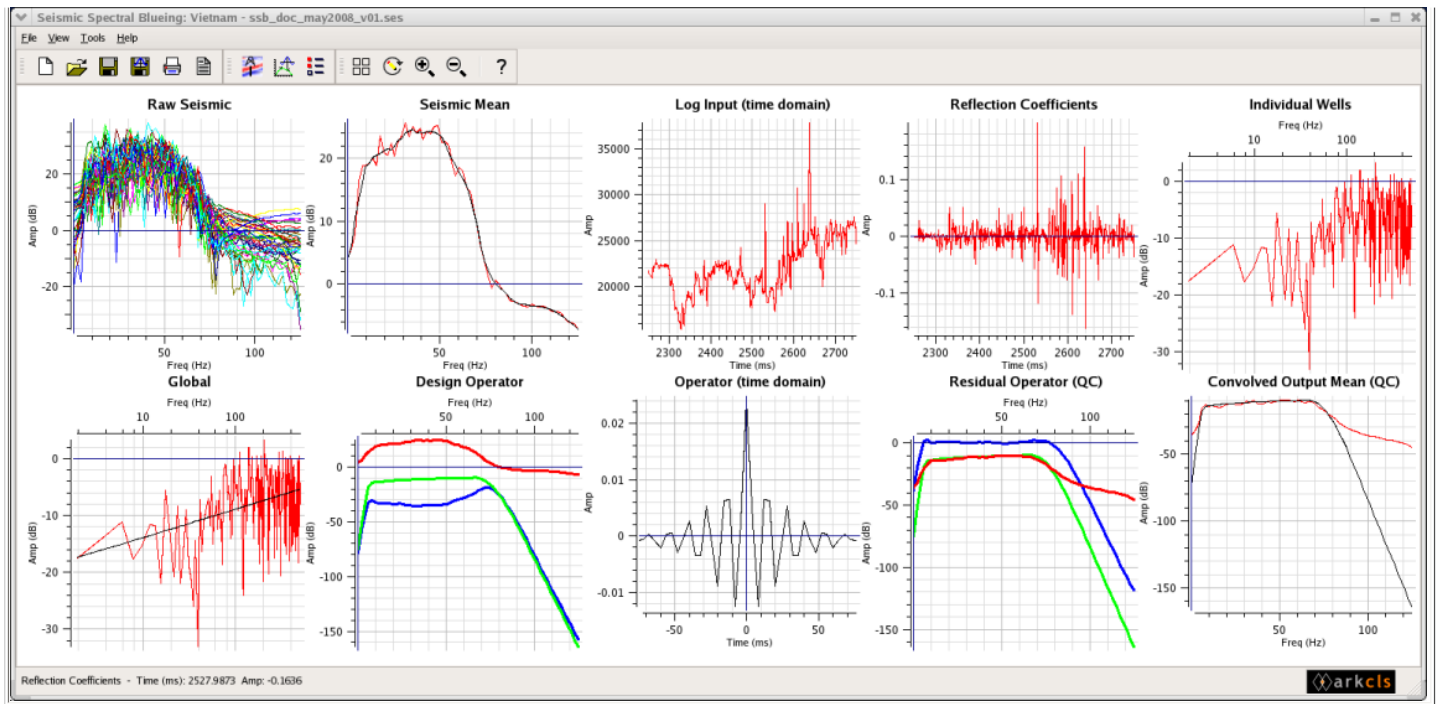 Seismic Spectral Blueing: Vietnam - ssb_doc_may2008_v01.ses
File View Tools Help
?
Raw Seismic
Amp (dB)
20
0
-20
50 100
Freq (Hz)
Seismic Mean
Amp (dB)
20
10
0
50 100
Freq (Hz)
Log Input (time domain)
Amp
35000
30000
25000
20000
2300 2400 2500 2600 2700
Time (ms)
Reflection Coefficients
Amp
0.1
0
-0.1
2300 2400 2500 2600 2700
Time (ms)
Individual Wells
Freq (Hz)
10 100
Amp (dB)
0
-10
-20
-30
Global
Freq (Hz)
10 100
Amp (dB)
0
-10
-20
-30
Design Operator
Freq (Hz)
50 100
Amp (dB)
0
-50
-100
-150
Operator (time domain)
Amp
0.02
0.01
0
-0.01
-50 0 50
Time (ms)
Residual Operator (QC)
Freq (Hz)
50 100
Amp (dB)
0
-50
-100
-150
Convolved Output Mean (QC)
Amp (dB)
-50
-100
-150
50 100
Freq (Hz)
Reflection Coefficients - Time (ms): 2527.9873 Amp: -0.1636
arkcls